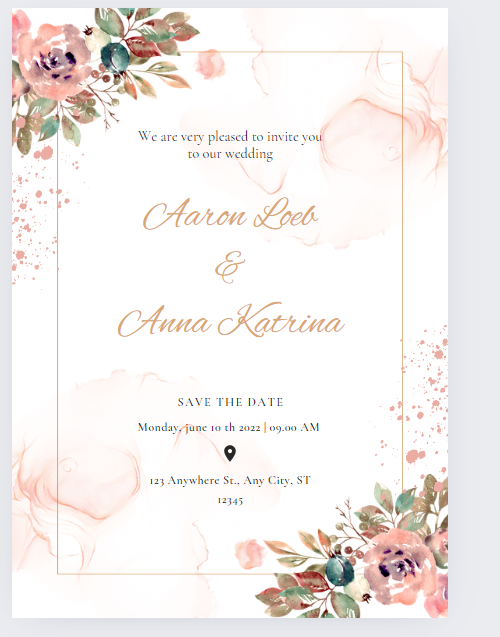 We are very pleased to invite you
to our wedding
Aaron Loeb
&
Anna Katrina
SAVE THE DATE
Monday, june 10 th 2022 | 09.00 AM
123 Anywhere St., Any City, ST
12345